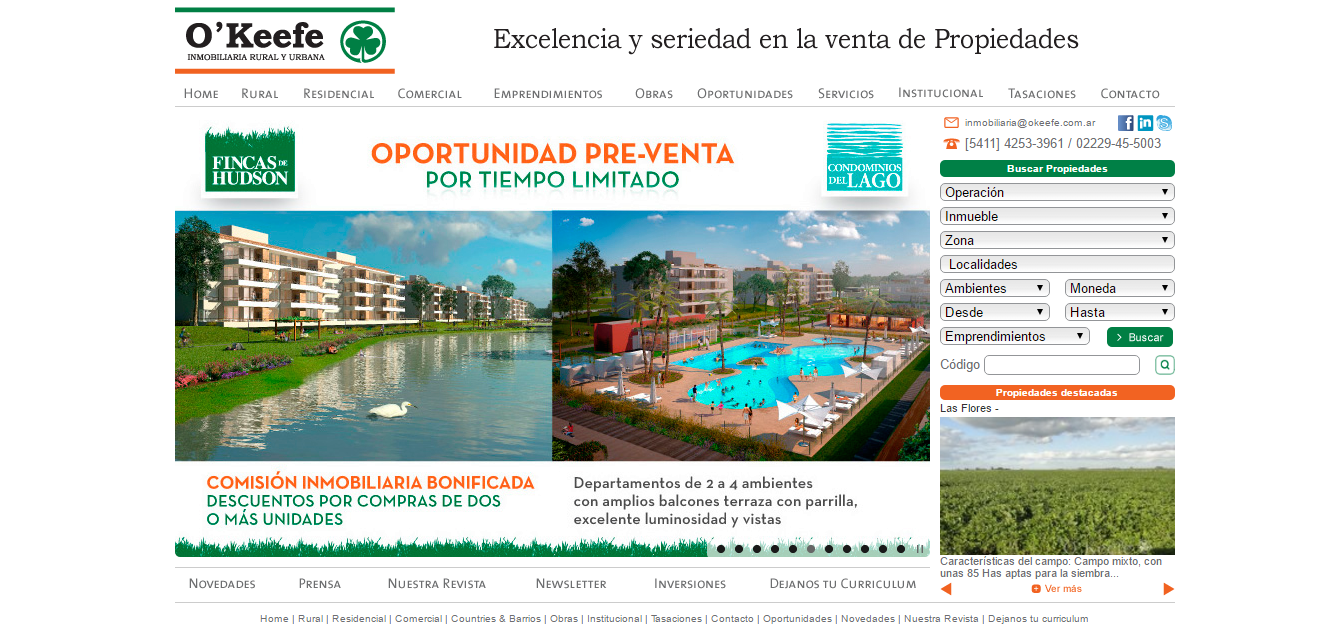 O'Keefe
INMOBILIARIA RURAL Y URBANA
Excelencia y seriedad en la venta de Propiedades
Home Rural Residencial Comercial Emprendimientos Obras Oportunidades Servicios Institucional Tasaciones Contacto
FINCAS DE
HUDSON
OPORTUNIDAD PRE-VENTA
POR TIEMPO LIMITADO
CONDOMINIOS
DEL LAGO
COMISIÓN INMOBILIARIA BONIFICADA
DESCUENTOS POR COMPRAS DE DOS
O MÁS UNIDADES
Departamentos de 2 a 4 ambientes
con amplios balcones terraza con parrilla,
excelente luminosidad y vistas
inmobiliaria@okeefe.com.ar
[5411] 4253-3961 / 02229-45-5003
Buscar Propiedades
Operación
Inmueble
Zona
Localidades
Ambientes Moneda
Desde Hasta
Emprendimientos Buscar
Código
Propiedades destacadas
Las Flores -
Características del campo: Campo mixto, con
unas 85 Has aptas para la siembra...
Ver más
Novedades Prensa Nuestra Revista Newsletter Inversiones Dejanos tu Curriculum
Home | Rural | Residencial | Comercial | Countries & Barrios | Obras | Institucional | Tasaciones | Contacto | Oportunidades | Novedades | Nuestra Revista | Dejanos tu curriculum